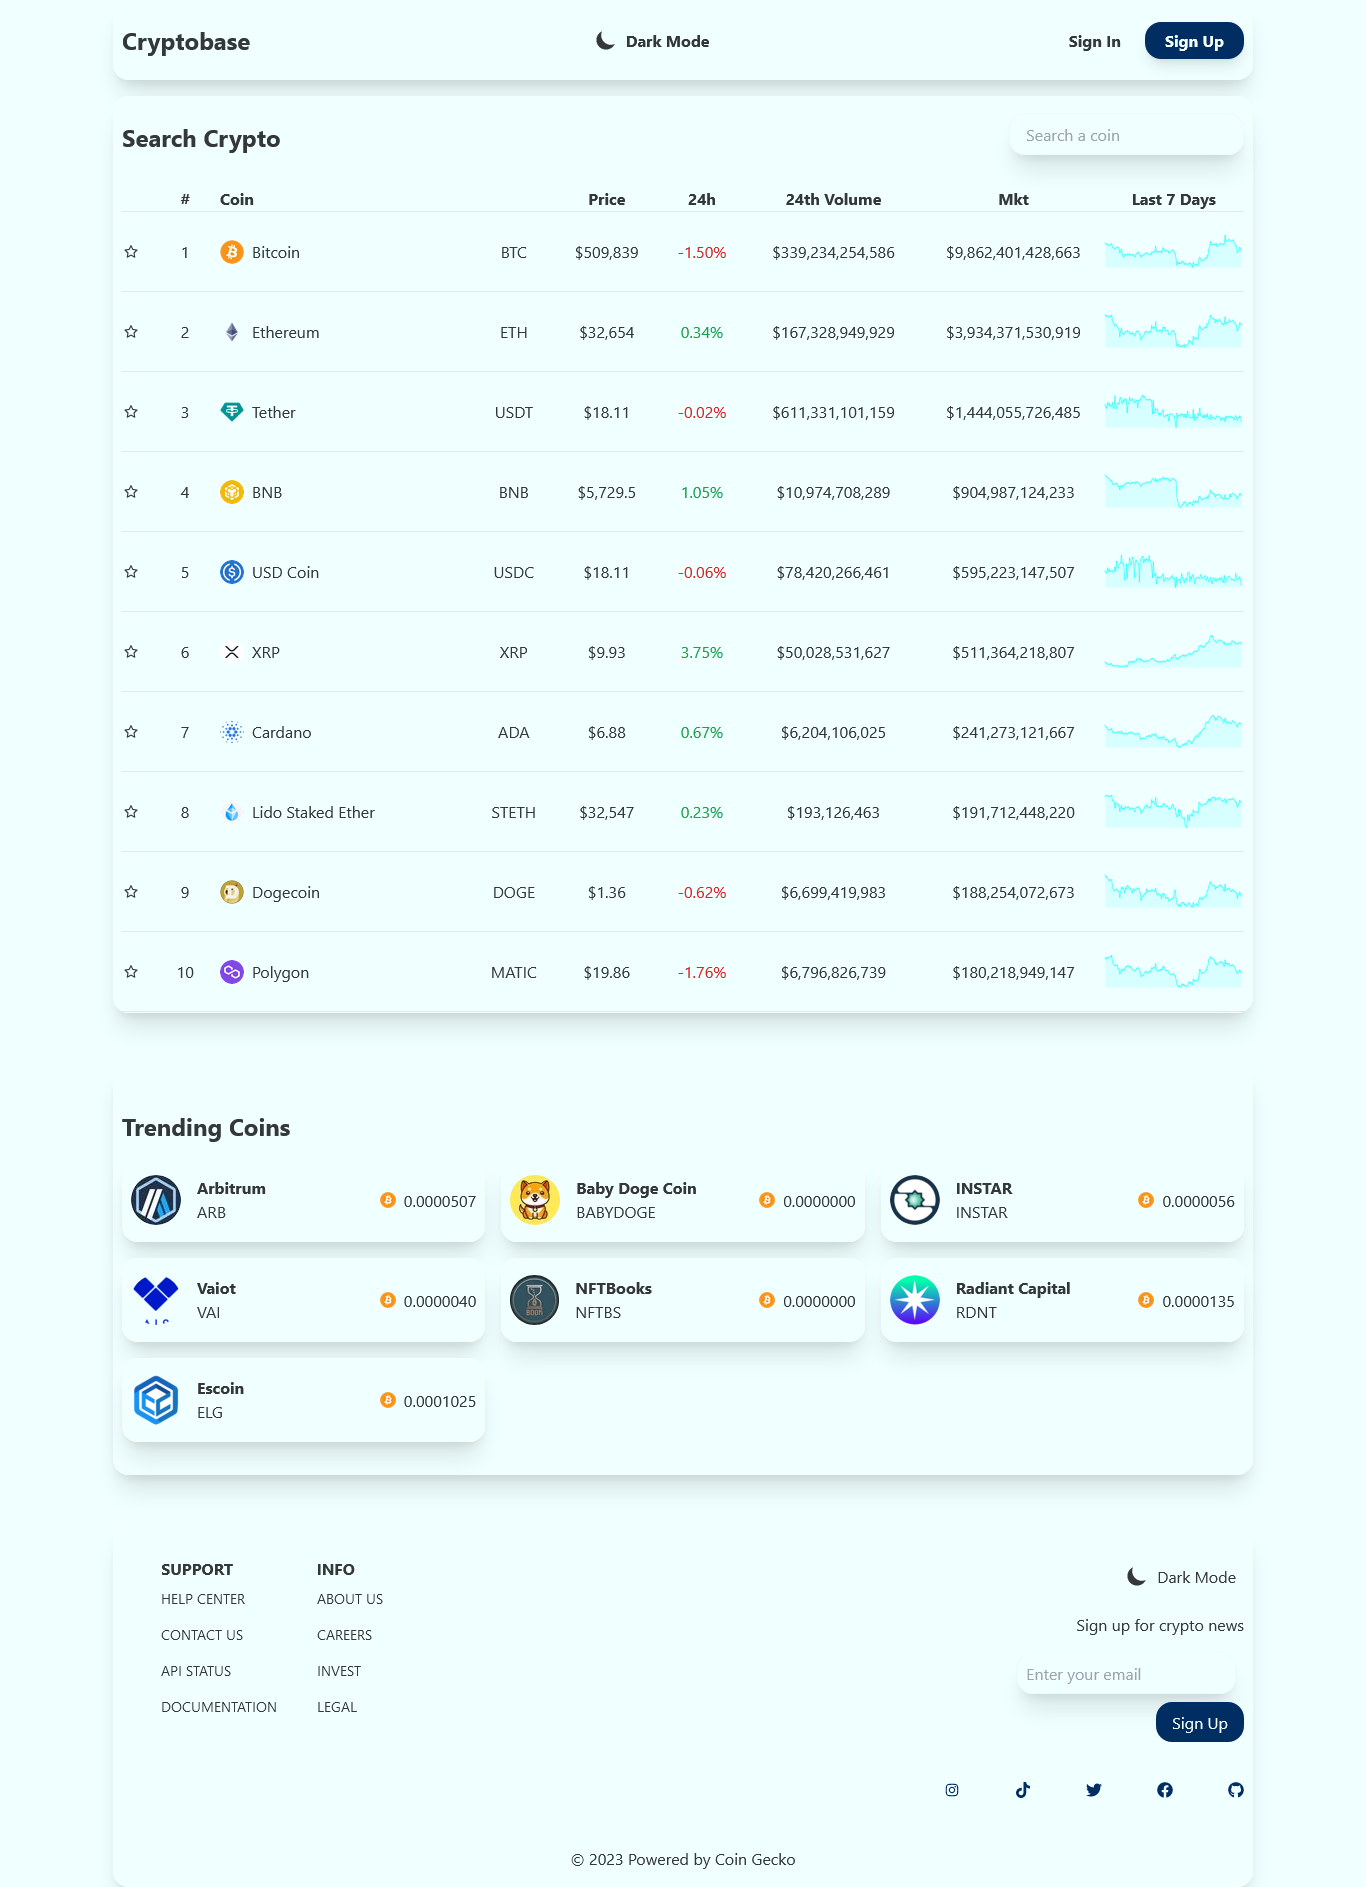 Cryptobase Dark Mode Sign In Sign Up
Search Crypto Search a coin
# Coin Price 24h 24th Volume Mkt Last 7 Days
1 Bitcoin BTC $509,839 -1.50% $339,234,254,586 $9,862,401,428,663
2 Ethereum ETH $32,654 0.34% $167,328,949,929 $3,934,371,530,919
3 Tether USDT $18.11 -0.02% $611,331,101,159 $1,444,055,726,485
4 BNB BNB $5,729.5 1.05% $10,974,708,289 $904,987,124,233
5 USD Coin USDC $18.11 -0.06% $78,420,266,461 $595,223,147,507
6 XRP XRP $9.93 3.75% $50,028,531,627 $511,364,218,807
7 Cardano ADA $6.88 0.67% $6,204,106,025 $241,273,121,667
8 Lido Staked Ether STETH $32,547 0.23% $193,126,463 $191,712,448,220
9 Dogecoin DOGE $1.36 -0.62% $6,699,419,983 $188,254,072,673
10 Polygon MATIC $19.86 -1.76% $6,796,826,739 $180,218,949,147
Trending Coins
Arbitrum
ARB
0.0000507
Baby Doge Coin
BABYDOGE
0.0000000
INSTAR
INSTAR
0.0000056
Vaiot
VAI
0.0000040
NFTBooks
NFTBS
0.0000000
Radiant Capital
RDNT
0.0000135
Escoin
ELG
0.0001025
SUPPORT
HELP CENTER
CONTACT US
API STATUS
DOCUMENTATION
INFO
ABOUT US
CAREERS
INVEST
LEGAL
Dark Mode
Sign up for crypto news
Enter your email
Sign Up
© 2023 Powered by Coin Gecko